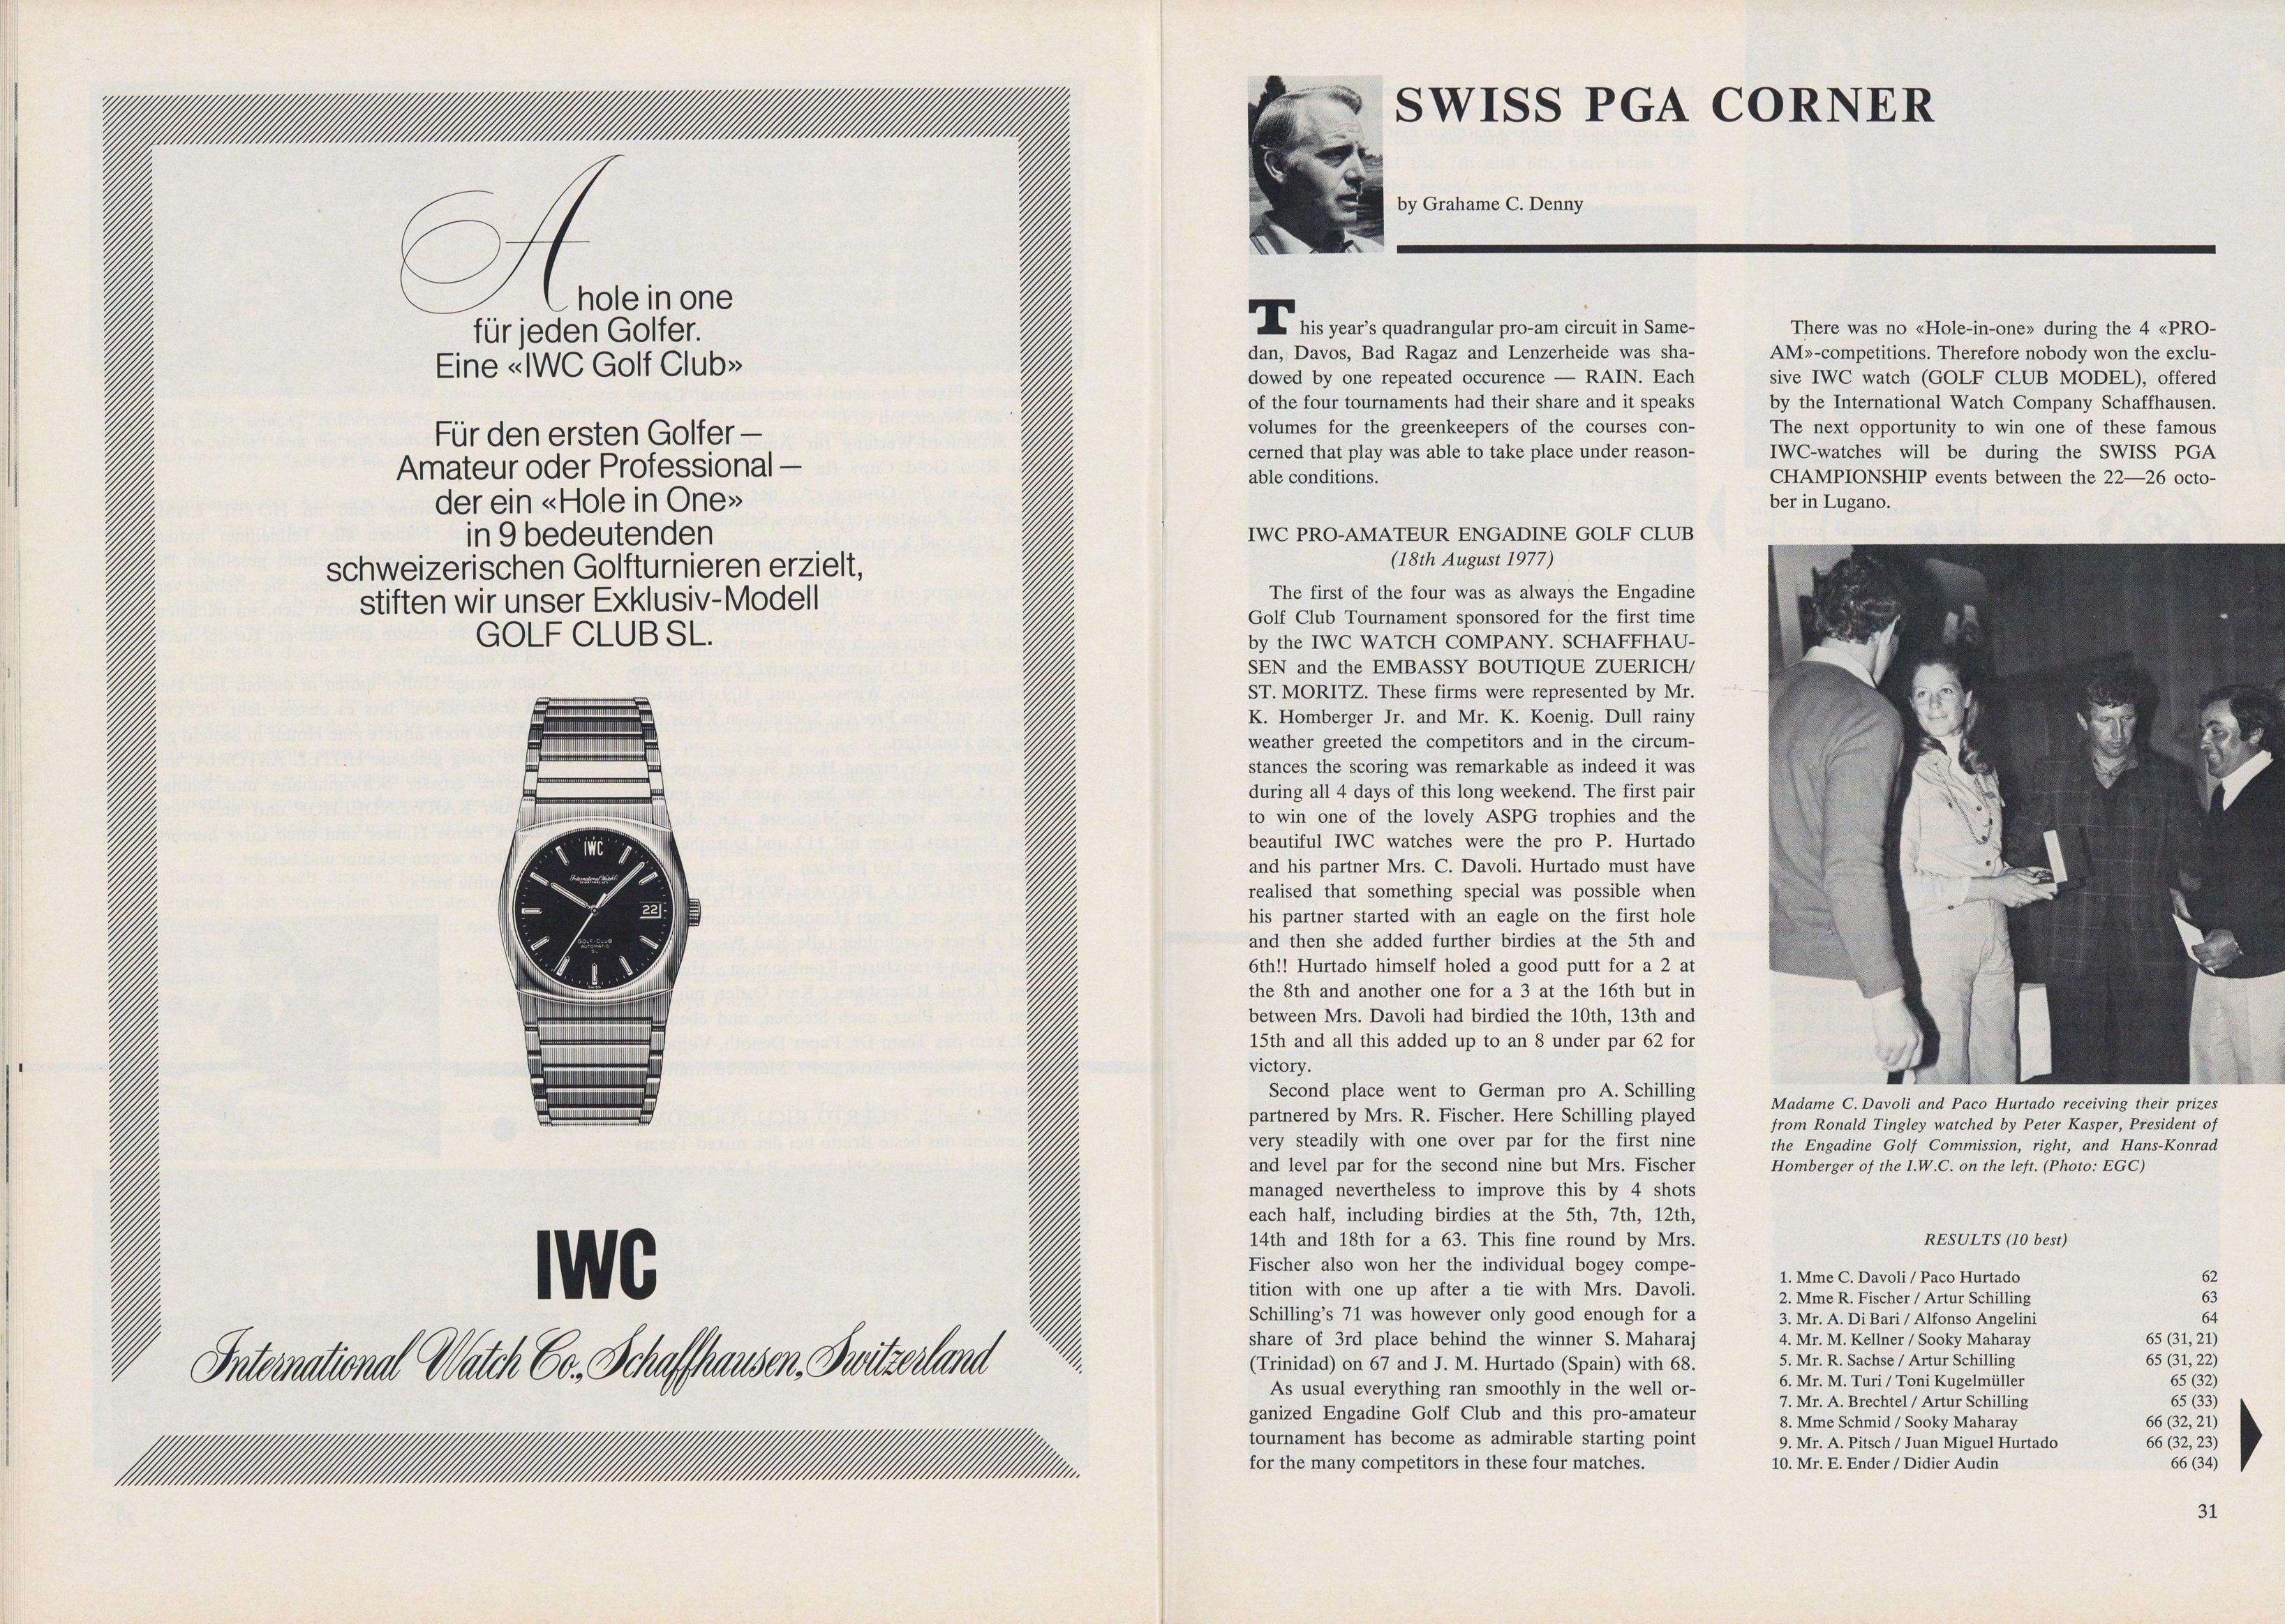 A hole in one
für jeden Golfer.
Eine «IWC Golf Club»
Für den ersten Golfer –
Amateur oder Professional –
der ein «Hole in One»
in 9 bedeutenden
schweizerischen Golfturnieren erzielt,
stiften wir unser Exklusiv-Modell
GOLF CLUB SL.
IWC
International Watch Co.
SCHAFFHAUSEN
22
GOLF-CLUB
AUTOMATIC
SL
SWISS
IWC
International Watch Co., Schaffhausen, Switzerland
SWISS PGA CORNER
by Grahame C. Denny
This year's quadrangular pro-am circuit in Same-
dan, Davos, Bad Ragaz and Lenzerheide was sha-
dowed by one repeated occurence — RAIN. Each
of the four tournaments had their share and it speaks
volumes for the greenkeepers of the courses con-
cerned that play was able to take place under reason-
able conditions.
IWC PRO-AMATEUR ENGADINE GOLF CLUB
(18th August 1977)
The first of the four was as always the Engadine
Golf Club Tournament sponsored for the first time
by the IWC WATCH COMPANY. SCHAFFHAU-
SEN and the EMBASSY BOUTIQUE ZUERICH/
ST. MORITZ. These firms were represented by Mr.
K. Homberger Jr. and Mr. K. Koenig. Dull rainy
weather greeted the competitors and in the circum-
stances the scoring was remarkable as indeed it was
during all 4 days of this long weekend. The first pair
to win one of the lovely ASPG trophies and the
beautiful IWC watches were the pro P. Hurtado
and his partner Mrs. C. Davoli. Hurtado must have
realised that something special was possible when
his partner started with an eagle on the first hole
and then she added further birdies at the 5th and
6th!! Hurtado himself holed a good putt for a 2 at
the 8th and another one for a 3 at the 16th but in
between Mrs. Davoli had birdied the 10th, 13th and
15th and all this added up to an 8 under par 62 for
victory.
Second place went to German pro A. Schilling
partnered by Mrs. R. Fischer. Here Schilling played
very steadily with one over par for the first nine
and level par for the second nine but Mrs. Fischer
managed nevertheless to improve this by 4 shots
each half, including birdies at the 5th, 7th, 12th,
14th and 18th for a 63. This fine round by Mrs.
Fischer also won her the individual bogey compe-
tition with one up after a tie with Mrs. Davoli.
Schilling's 71 was however only good enough for a
share of 3rd place behind the winner S. Maharaj
(Trinidad) on 67 and J. M. Hurtado (Spain) with 68.
As usual everything ran smoothly in the well or-
ganized Engadine Golf Club and this pro-amateur
tournament has become as admirable starting point
for the many competitors in these four matches.
There was no «Hole-in-one» during the 4 «PRO-
AM»-competitions. Therefore nobody won the exclu-
sive IWC watch (GOLF CLUB MODEL), offered
by the International Watch Company Schaffhausen.
The next opportunity to win one of these famous
IWC-watches will be during the SWISS PGA
CHAMPIONSHIP events between the 22—26 octo-
ber in Lugano.
Madame C. Davoli and Paco Hurtado receiving their prizes
from Ronald Tingley watched by Peter Kasper, President of
the Engadine Golf Commission, right, and Hans-Konrad
Homberger of the I.W.C. on the left. (Photo: EGC)
RESULTS (10 best)
1. Mme C. Davoli / Paco Hurtado 62
2. Mme R. Fischer / Artur Schilling 63
3. Mr. A. Di Bari / Alfonso Angelini 64
4. Mr. M. Kellner / Sooky Maharay 65 (31, 21)
5. Mr. R. Sachse / Artur Schilling 65 (31, 22)
6. Mr. M. Turi / Toni Kugelmüller 65 (32)
7. Mr. A. Brechtel / Artur Schilling 65 (33)
8. Mme Schmid / Sooky Maharay 66 (32, 21)
9. Mr. A. Pitsch / Juan Miguel Hurtado 66 (32, 23)
10. Mr. E. Ender / Didier Audin 66 (34)
31